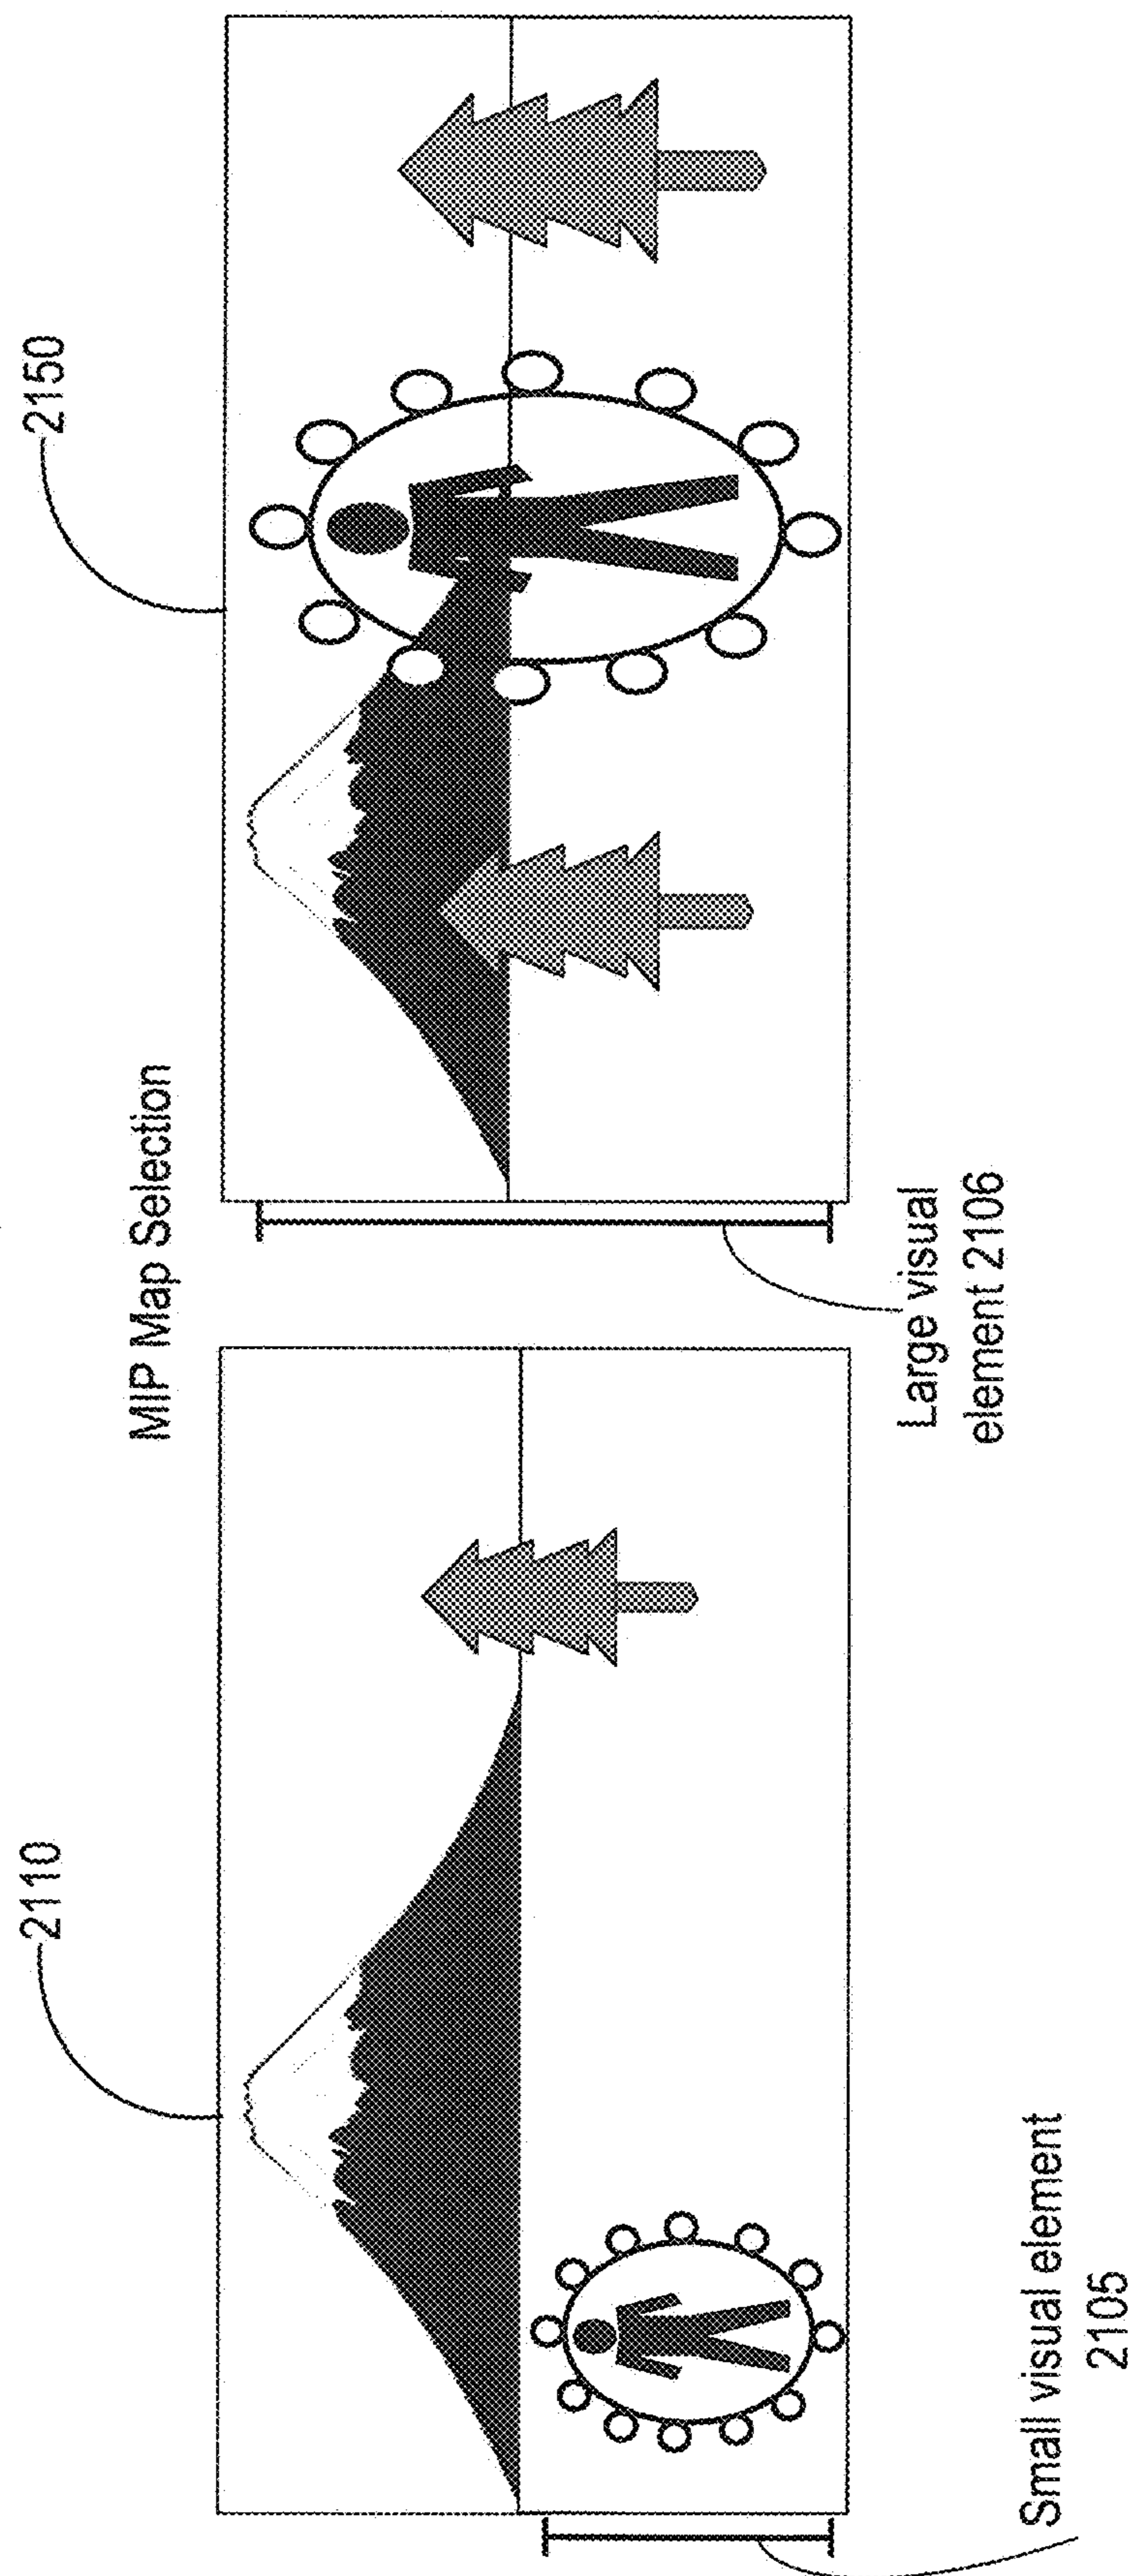 MIP Map Selection
2110
2150
Small visual element
2105
Large visual
element 2106